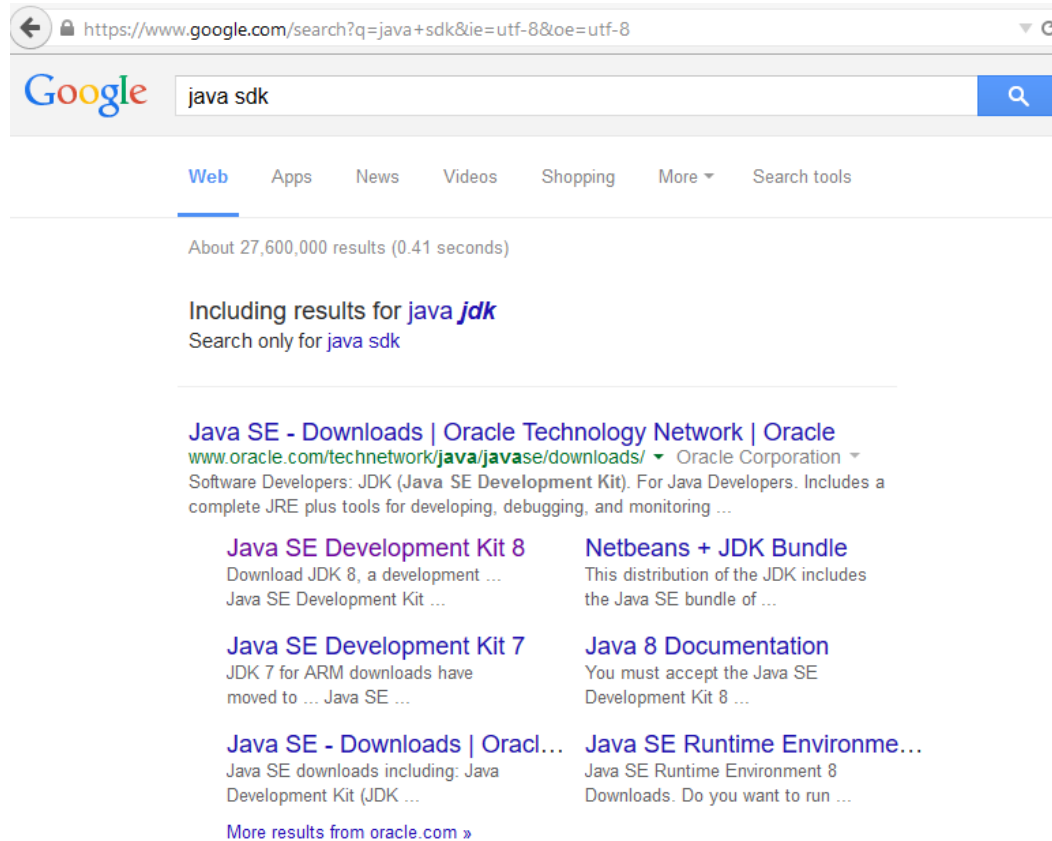 https://www.google.com/search?q=java+sdk&ie=utf-8&oe=utf-8
Google java sdk
Web Apps News Videos Shopping More Search tools
About 27,600,000 results (0.41 seconds)
Including results for java jdk
Search only for java sdk
Java SE - Downloads | Oracle Technology Network | Oracle
www.oracle.com/technetwork/java/javase/downloads/ Oracle Corporation
Software Developers: JDK (Java SE Development Kit). For Java Developers. Includes a
complete JRE plus tools for developing, debugging, and monitoring ...
Java SE Development Kit 8
Download JDK 8, a development ...
Java SE Development Kit ...
Netbeans + JDK Bundle
This distribution of the JDK includes
the Java SE bundle of ...
Java SE Development Kit 7
JDK 7 for ARM downloads have
moved to ... Java SE ...
Java 8 Documentation
You must accept the Java SE
Development Kit 8 ...
Java SE - Downloads | Oracl...
Java SE downloads including: Java
Development Kit (JDK ...
Java SE Runtime Environme...
Java SE Runtime Environment 8
Downloads. Do you want to run ...
More results from oracle.com »